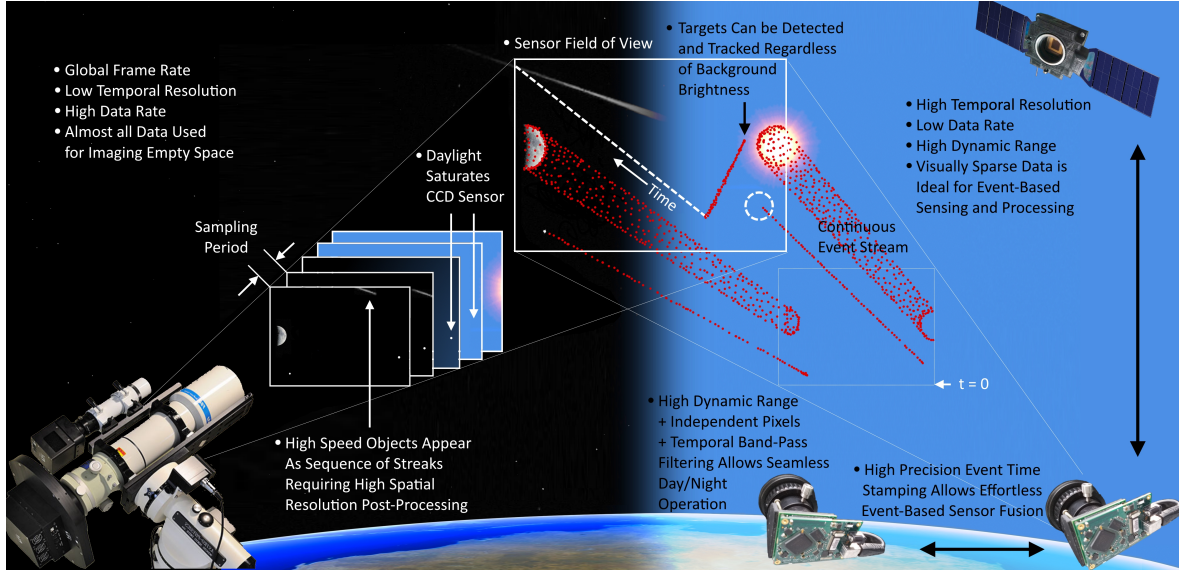 • Global Frame Rate
• Low Temporal Resolution
• High Data Rate
• Almost all Data Used
for Imaging Empty Space
Sampling
Period
• Daylight
Saturates
CCD Sensor
• High Speed Objects Appear
As Sequence of Streaks
Requiring High Spatial
Resolution Post-Processing
• Sensor Field of View
Time
• Targets Can be Detected
and Tracked Regardless
of Background
Brightness
• High Temporal Resolution
• Low Data Rate
• High Dynamic Range
• Visually Sparse Data is
Ideal for Event-Based
Sensing and Processing
Continuous
Event Stream
t = 0
• High Dynamic Range
+ Independent Pixels
+ Temporal Band-Pass
Filtering Allows Seamless
Day/Night
Operation
• High Precision Event Time
Stamping Allows Effortless
Event-Based Sensor Fusion